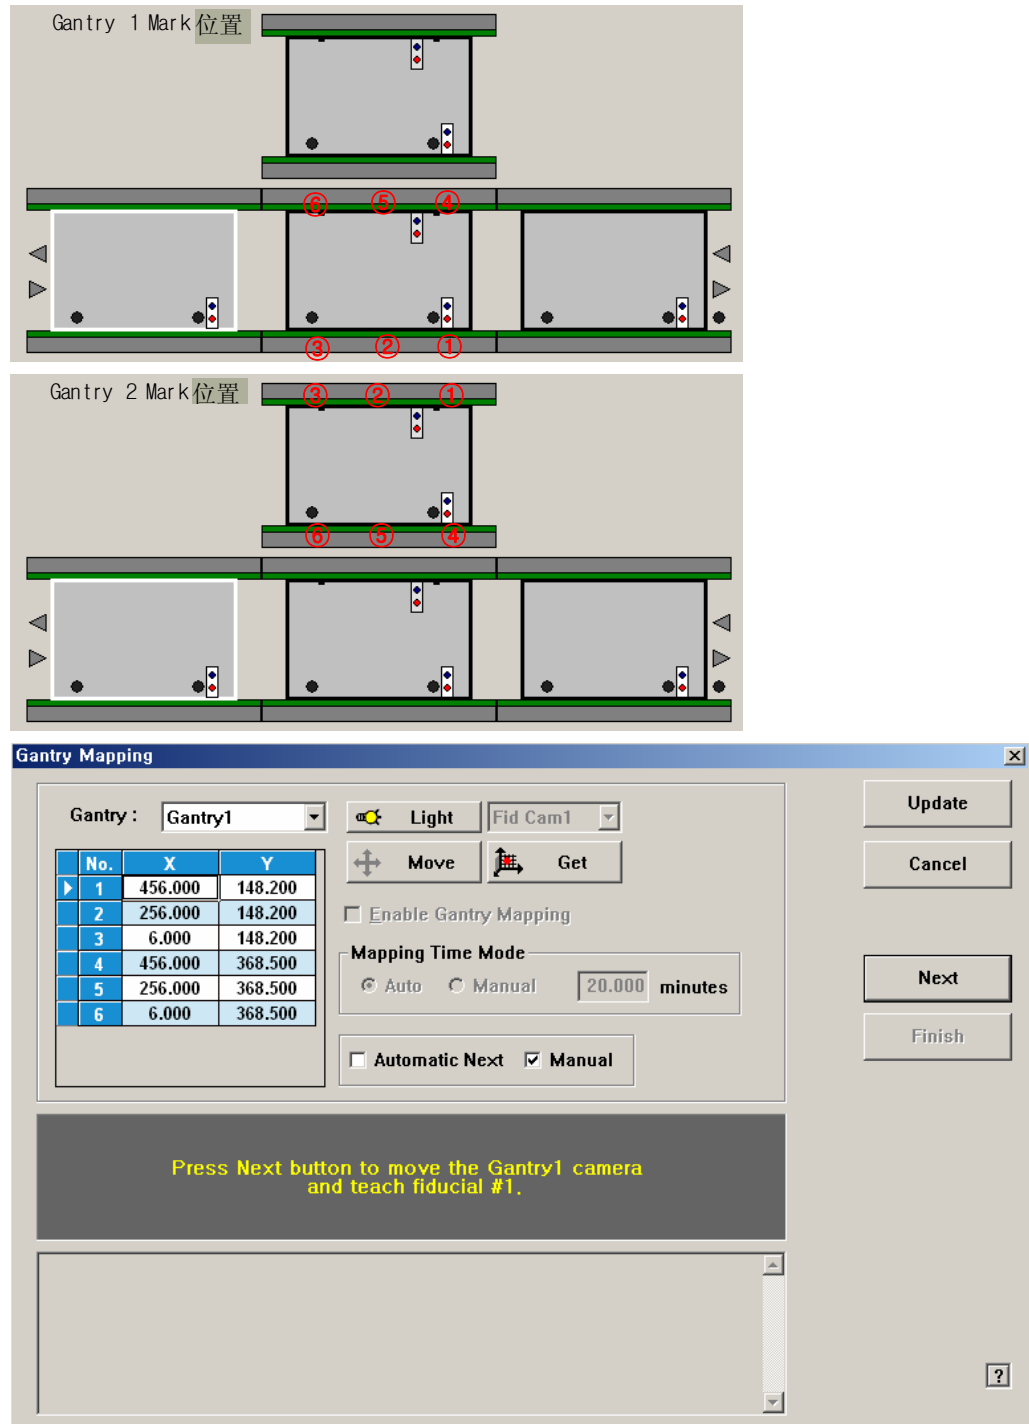 Gantry 1 Mark位置
⑥ ⑤ ④
③ ② ①
Gantry 2 Mark位置
③ ② ①
⑥ ⑤ ④
Gantry Mapping
Gantry : Gantry1 Light Fid Cam1 Update
Move Get Cancel
No. X Y
1 456.000 148.200
2 256.000 148.200
3 6.000 148.200
4 456.000 368.500
5 256.000 368.500
6 6.000 368.500
Enable Gantry Mapping
Mapping Time Mode
Auto Manual 20.000 minutes
Next
Finish
Automatic Next Manual
Press Next button to move the Gantry1 camera
and teach fiducial #1.
?